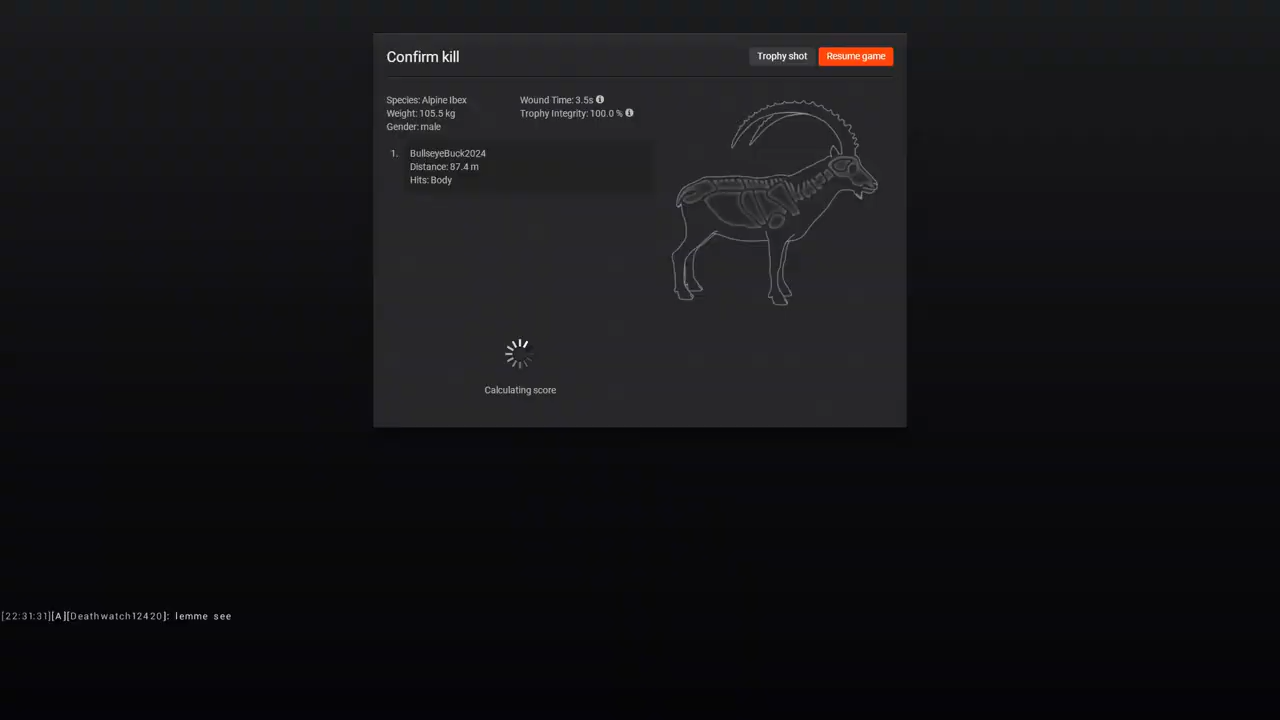 Confirm kill
Trophy shot
Resume game
Species: Alpine Ibex
Weight: 105.5 kg
Gender: male
Wound Time: 3.5s
Trophy Integrity: 100.0 %
1.
BullseyeBuck2024
Distance: 87.4 m
Hits: Body
Calculating score
[22:31:31][A][Deathwatch12420]: lemme see